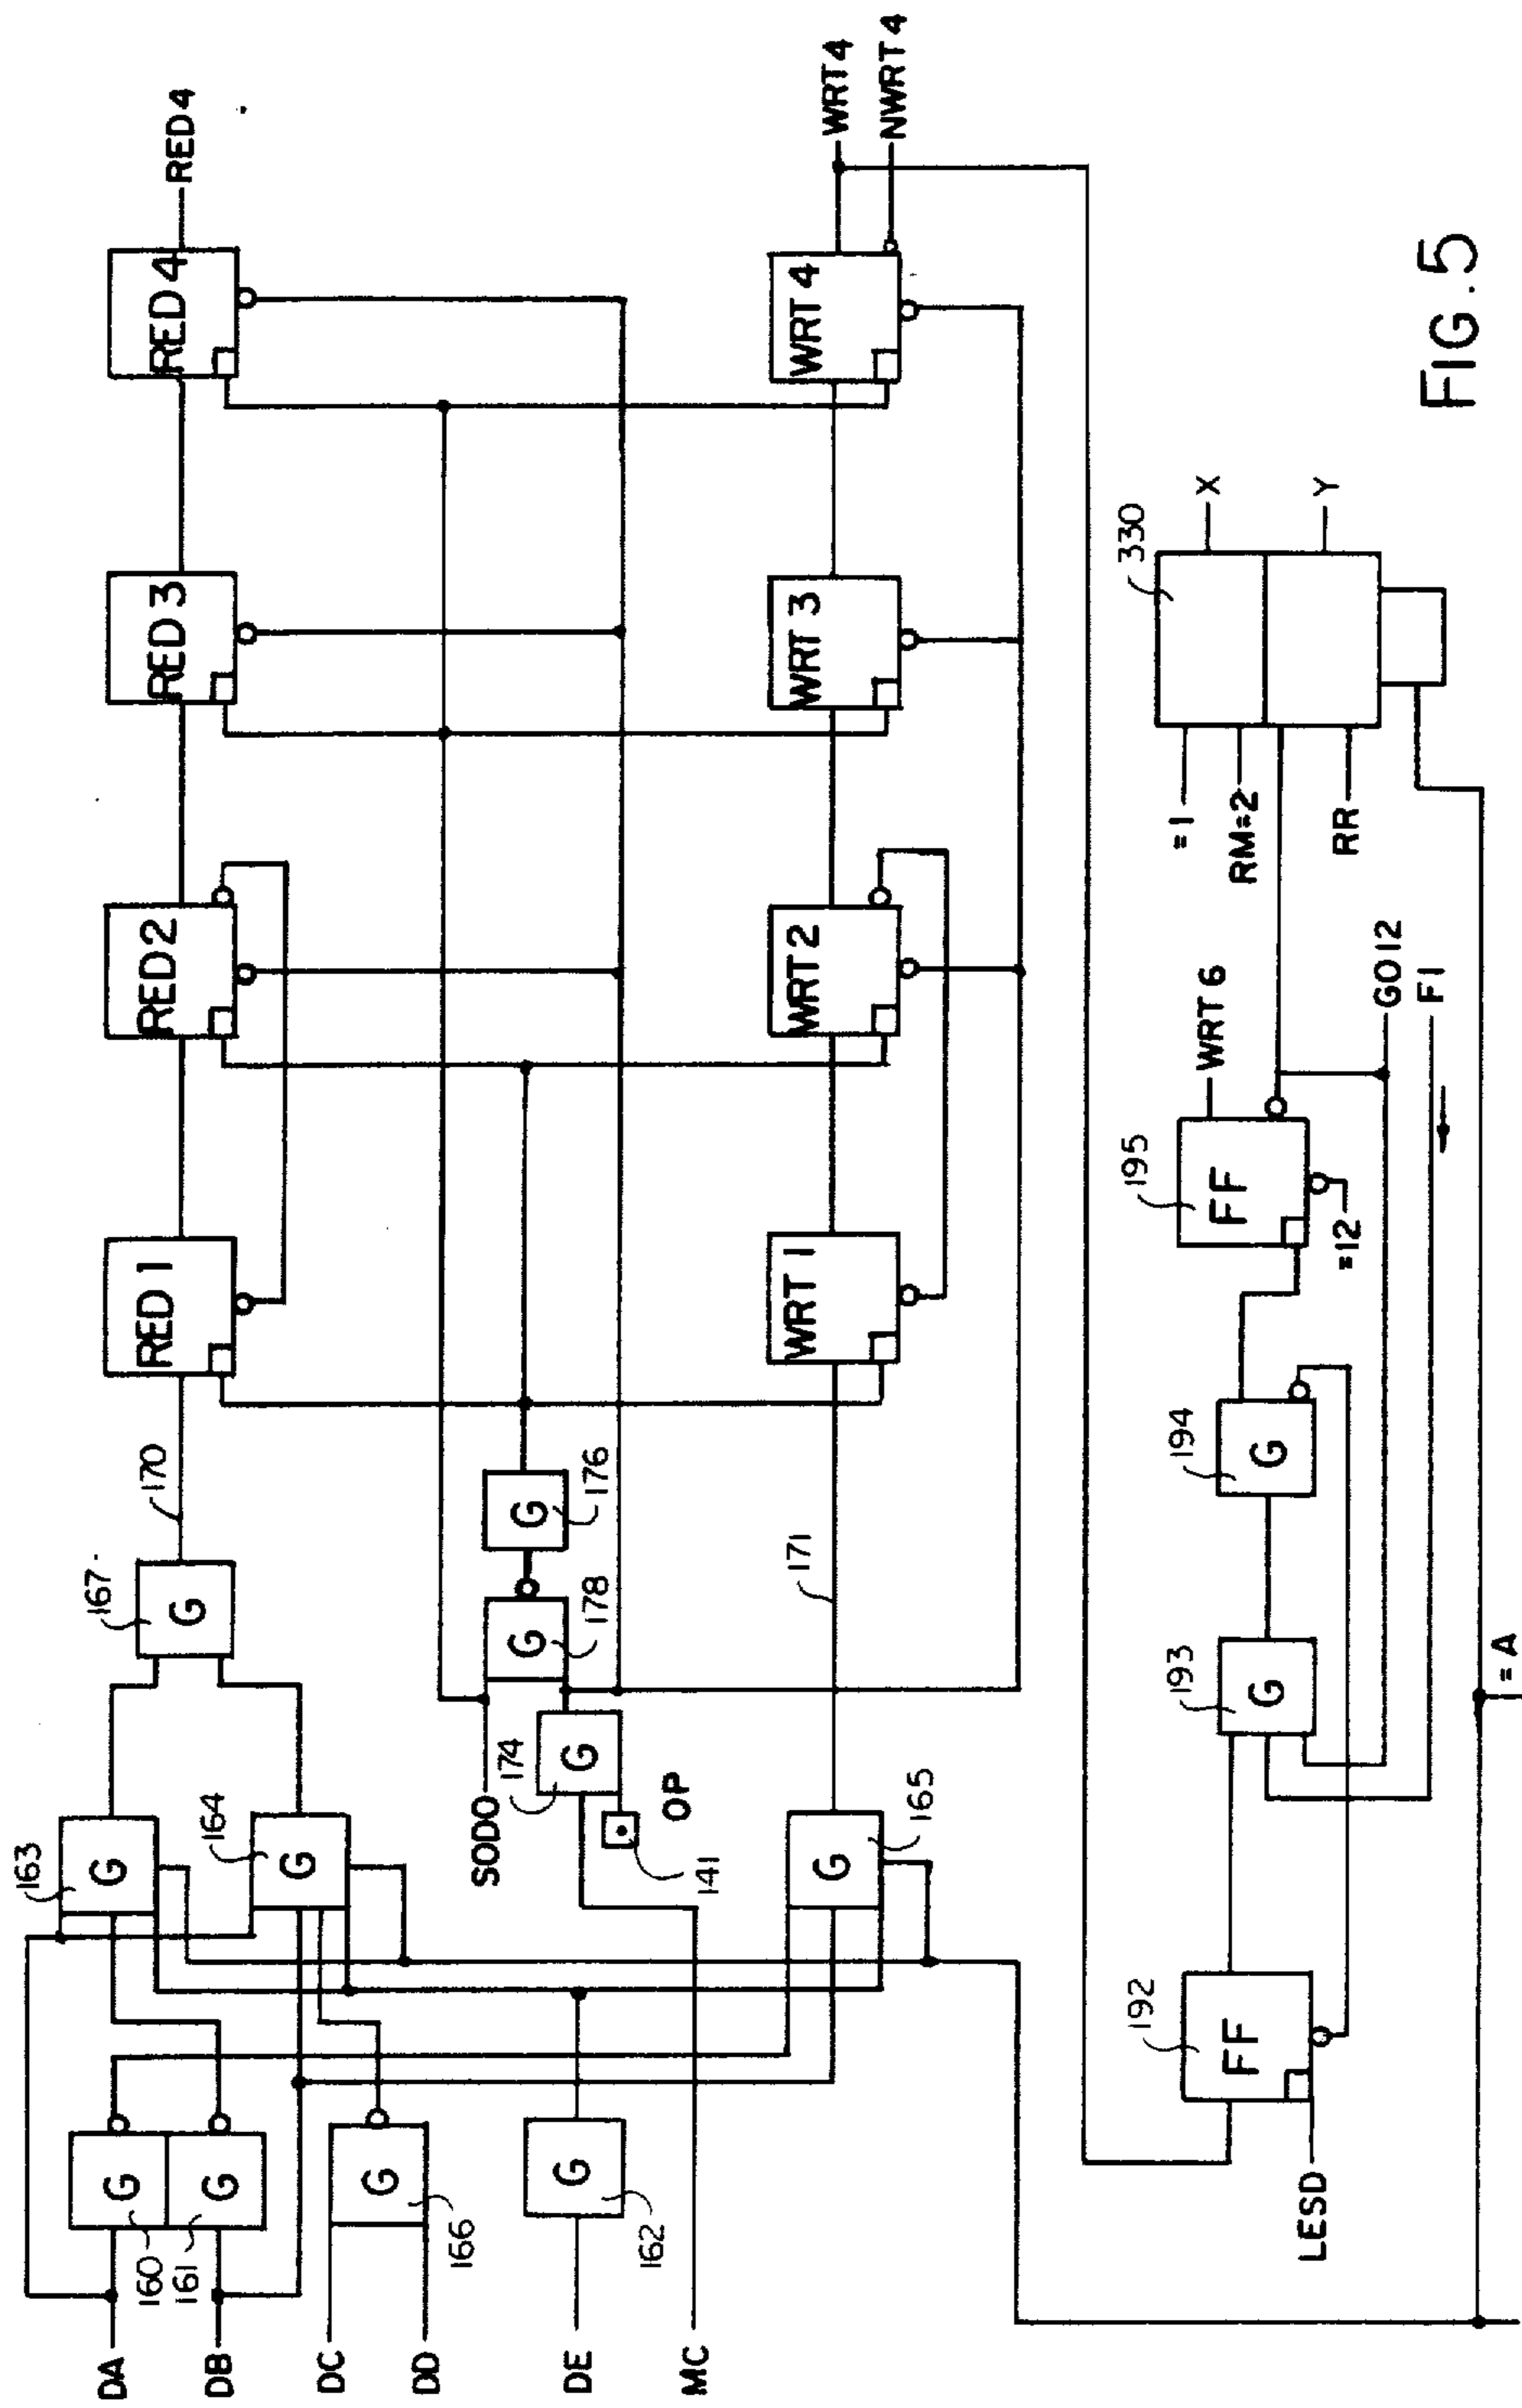 DA
DB
DC
DD
DE
MC
G
160
G
161
G
166
G
162
163
G
164
G
167
G
170
SODO
174
G
141
OP
G
178
G
176
G
165
171
RED 1
RED 2
RED 3
RED 4
RED 4
WRT 1
WRT 2
WRT 3
WRT 4
WRT 4
NWRT 4
LESD
192
FF
193
G
194
G
195
FF
WRT 6
=12
GO12
F1
=1
RM=2
RR
330
X
Y
1=A
FIG. 5